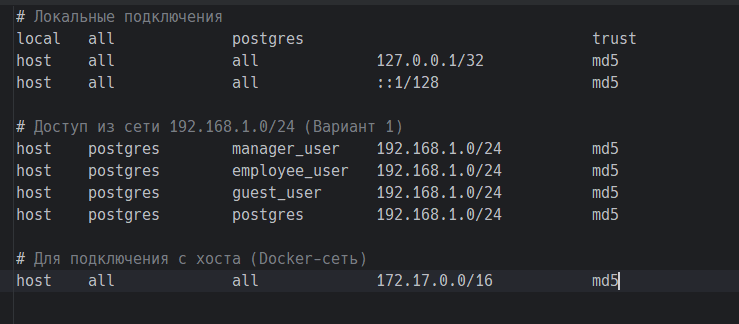 # Локальные подключения
local all postgres trust
host all all 127.0.0.1/32 md5
host all all ::1/128 md5
# Доступ из сети 192.168.1.0/24 (Вариант 1)
host postgres manager_user 192.168.1.0/24 md5
host postgres employee_user 192.168.1.0/24 md5
host postgres guest_user 192.168.1.0/24 md5
host postgres postgres 192.168.1.0/24 md5
# Для подключения с хоста (Docker-сеть)
host all all 172.17.0.0/16 md5